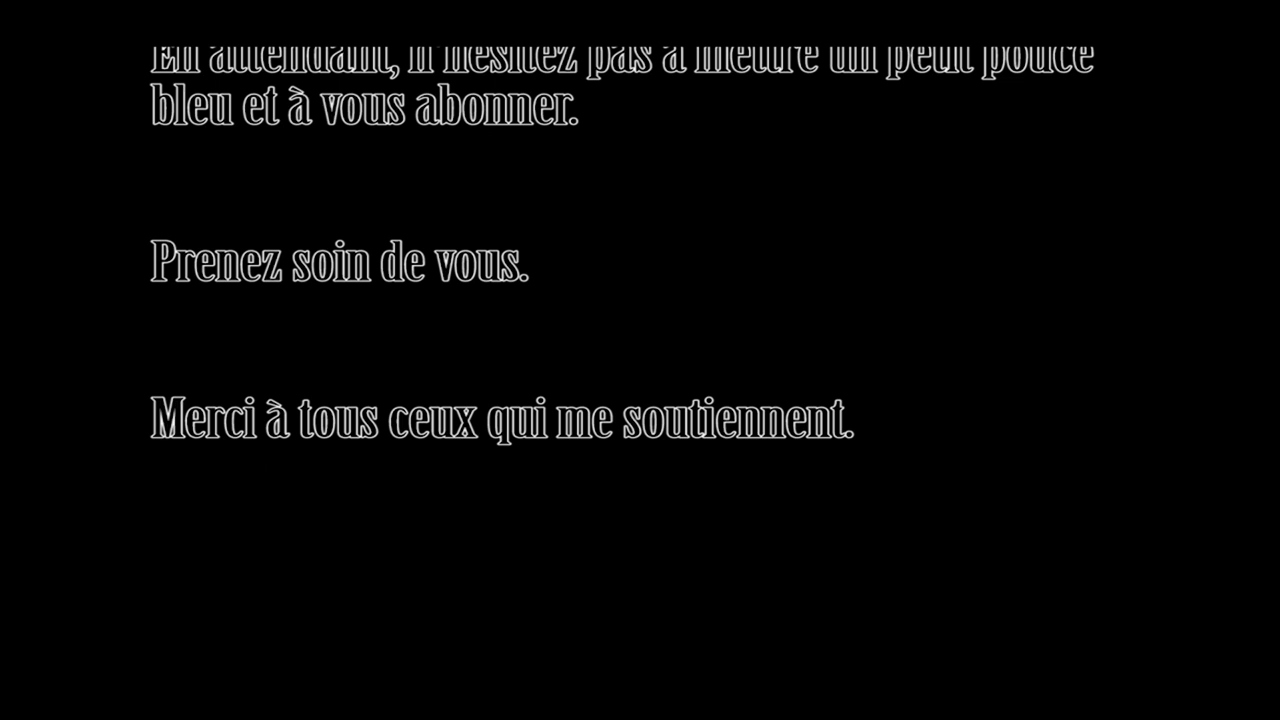 En attendant, n'hésitez pas à mettre un petit pouce
bleu et à vous abonner.
Prenez soin de vous.
Merci à tous ceux qui me soutiennent.